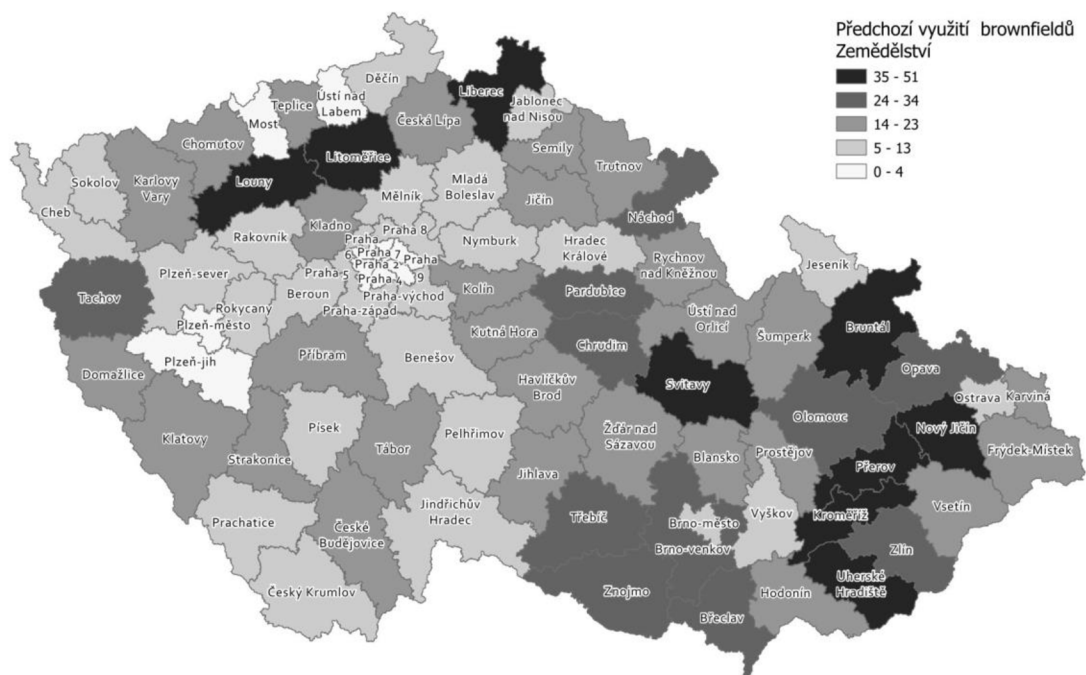 Předchozí využití brownfieldů
Zemědělství
35 - 51
24 - 34
14 - 23
5 - 13
0 - 4
Děčín
Liberec
Ústí nad
Labem
Teplice
Jablonec
nad Nisou
Česká Lípa
Most
Chomutov
Semily
Litoměřice
Trutnov
Sokolov
Karlovy
Vary
Louny
Mladá
Boleslav
Mělník
Jičín
Cheb
Náchod
Kladno
Rakovník
Praha 8
Praha
6
Praha 7
Praha 2
Praha
9
Praha 4
Praha 5
Nymburk
Hradec
Králové
Rychnov
nad Kněžnou
Jeseník
Plzeň-sever
Tachov
Beroun
Praha-východ
Praha-západ
Kolín
Pardubice
Rokycany
Plzeň-město
Ústí nad
Orlicí
Šumperk
Bruntál
Kutná Hora
Chrudim
Plzeň-jih
Příbram
Benešov
Opava
Domažlice
Svitavy
Ostrava
Karviná
Havlíčkův
Brod
Olomouc
Nový Jičín
Písek
Pelhřimov
Žďár nad
Sázavou
Klatovy
Tábor
Strakonice
Blansko
Prostějov
Frýdek-Místek
Přerov
Jihlava
Vsetín
Jindřichův
Hradec
Prachatice
České
Budějovice
Třebíč
Brno-město
Vyškov
Kroměříž
Brno-venkov
Zlín
Uherské
Hradiště
Český Krumlov
Znojmo
Hodonín
Břeclav